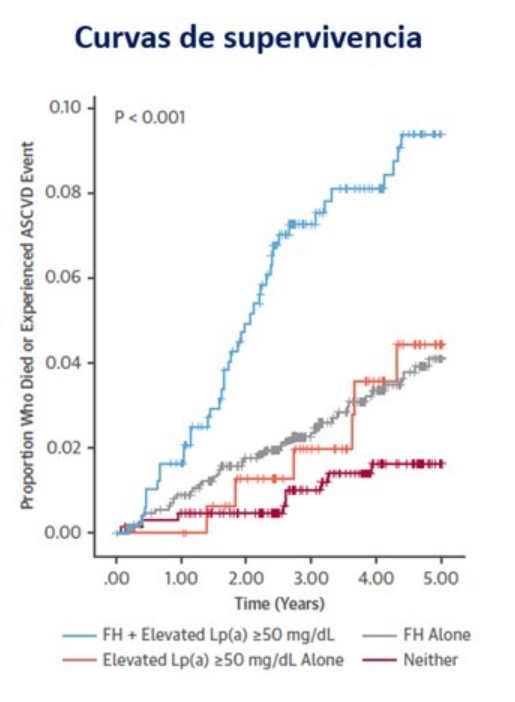 Curvas de supervivencia
0.10
P < 0.001
0.08
0.06
0.04
0.02
0.00
Proportion Who Died or Experienced ASCVD Event
.00 1.00 2.00 3.00 4.00 5.00
Time (Years)
FH + Elevated Lp(a) ≥50 mg/dL FH Alone
Elevated Lp(a) ≥50 mg/dL Alone Neither